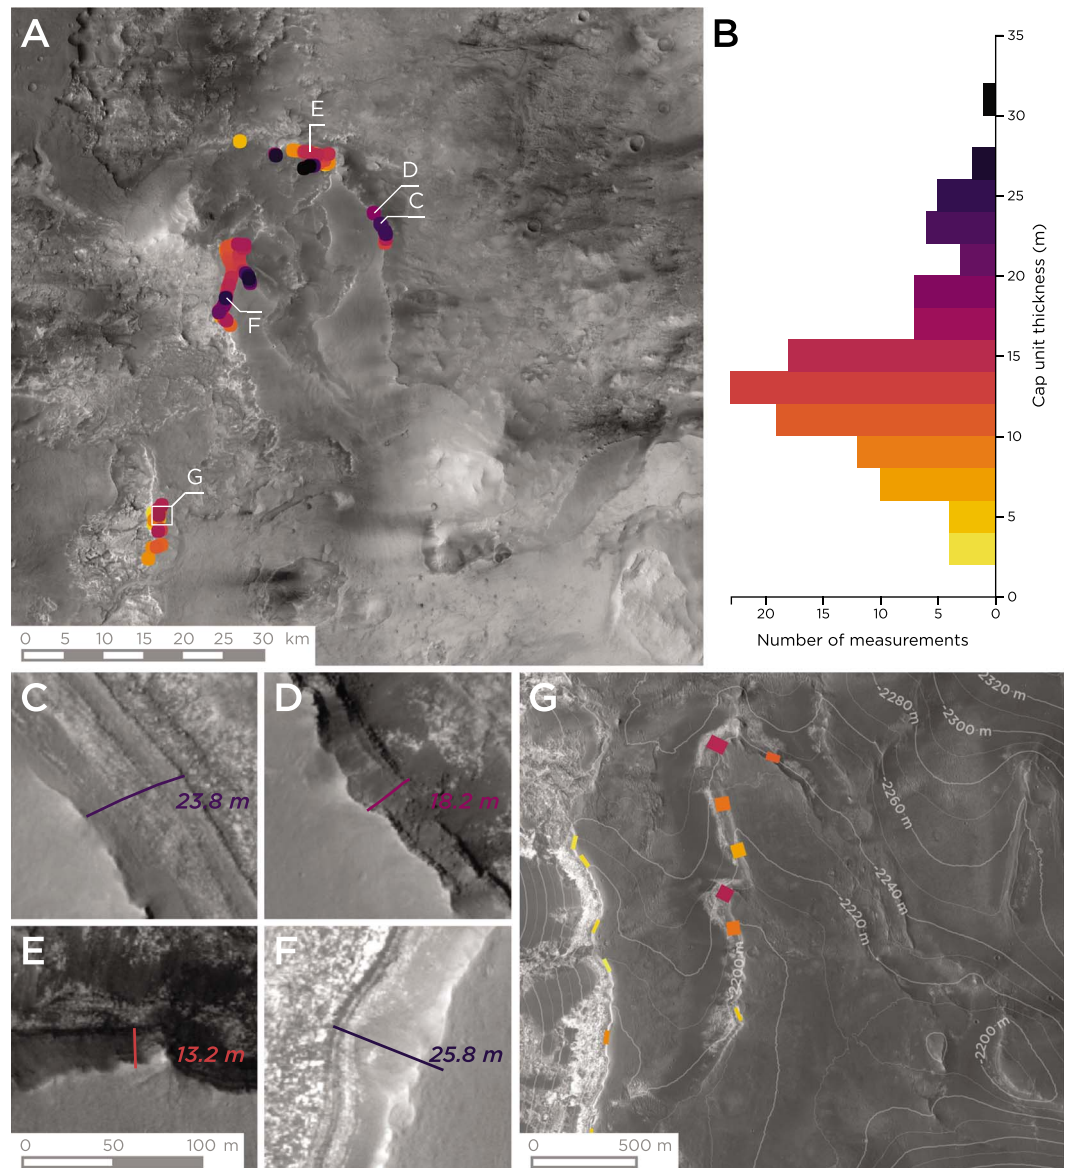 A
E
D
C
F
G
0 5 10 15 20 25 30 km
B
35
30
25
20
15
10
5
0
Cap unit thickness (m)
20 15 10 5 0
Number of measurements
C
23.8 m
D
18.2 m
E
13.2 m
0 50 100 m
F
25.8 m
G
-2320 m
-2280 m
-2300 m
-2260 m
-2240 m
-2220 m
-2200 m
-2200 m
0 500 m